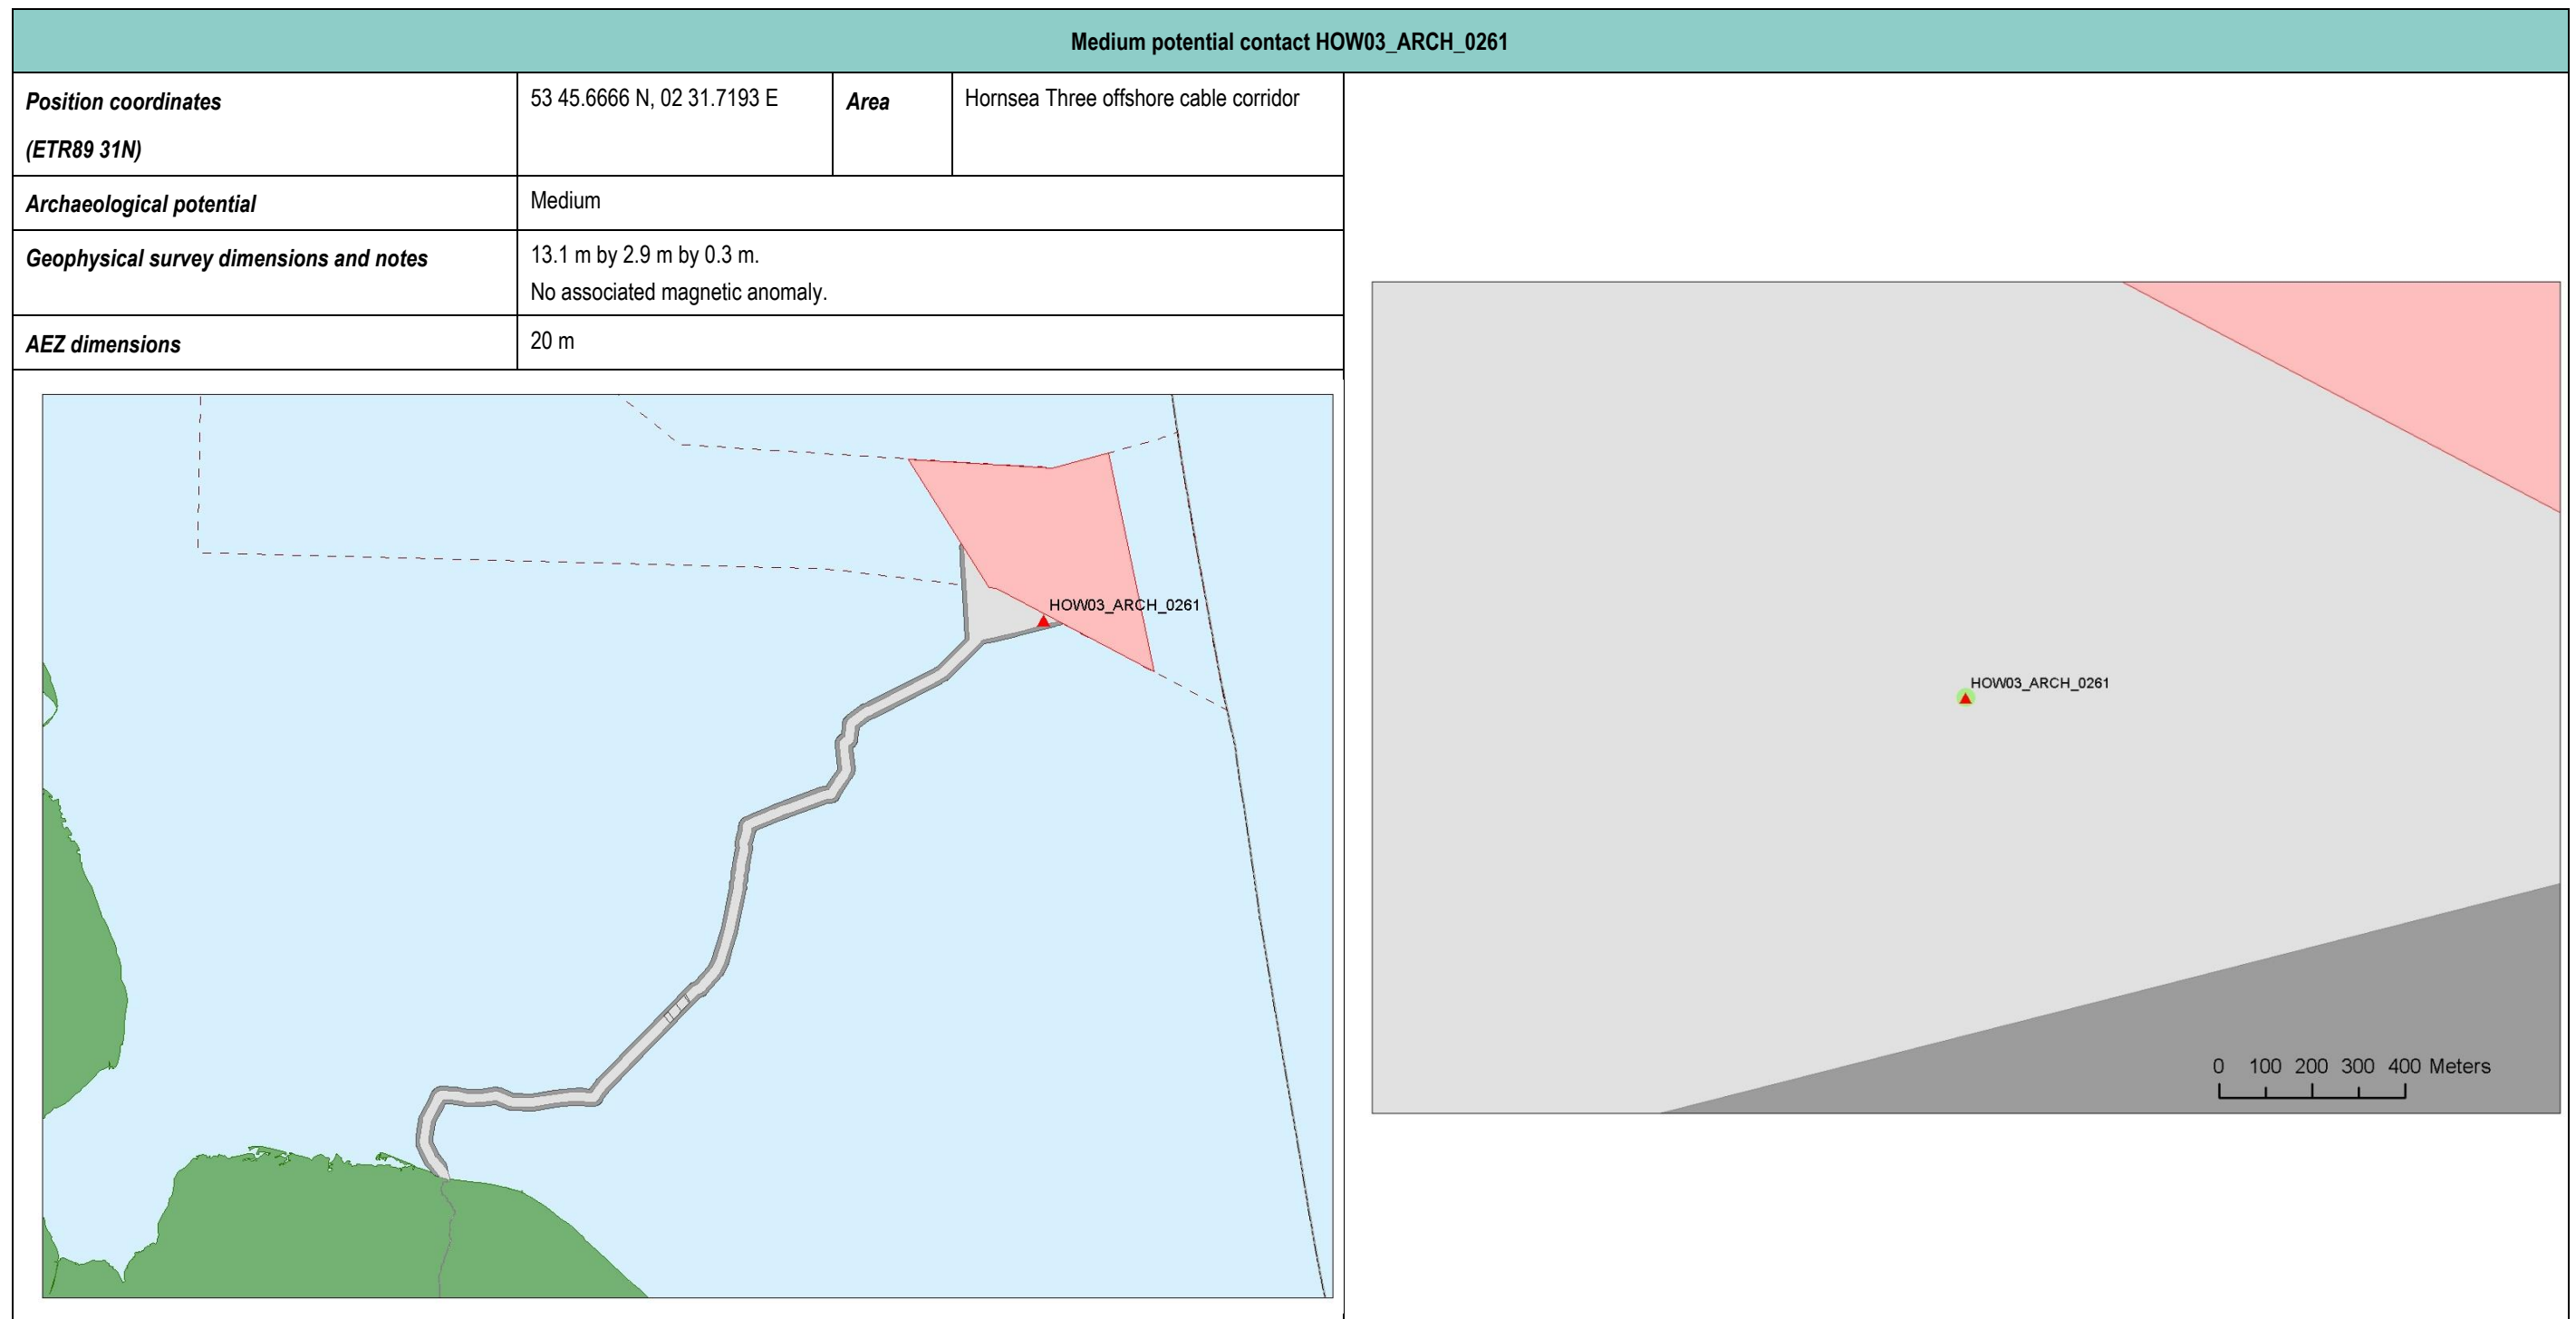 Medium potential contact HOW03_ARCH_0261
Position coordinates
(ETR89 31N)
53 45.6666 N, 02 31.7193 E
Area
Hornsea Three offshore cable corridor
Archaeological potential
Medium
Geophysical survey dimensions and notes
13.1 m by 2.9 m by 0.3 m.
No associated magnetic anomaly.
AEZ dimensions
20 m
HOW03_ARCH_0261
HOW03_ARCH_0261
0 100 200 300 400 Meters